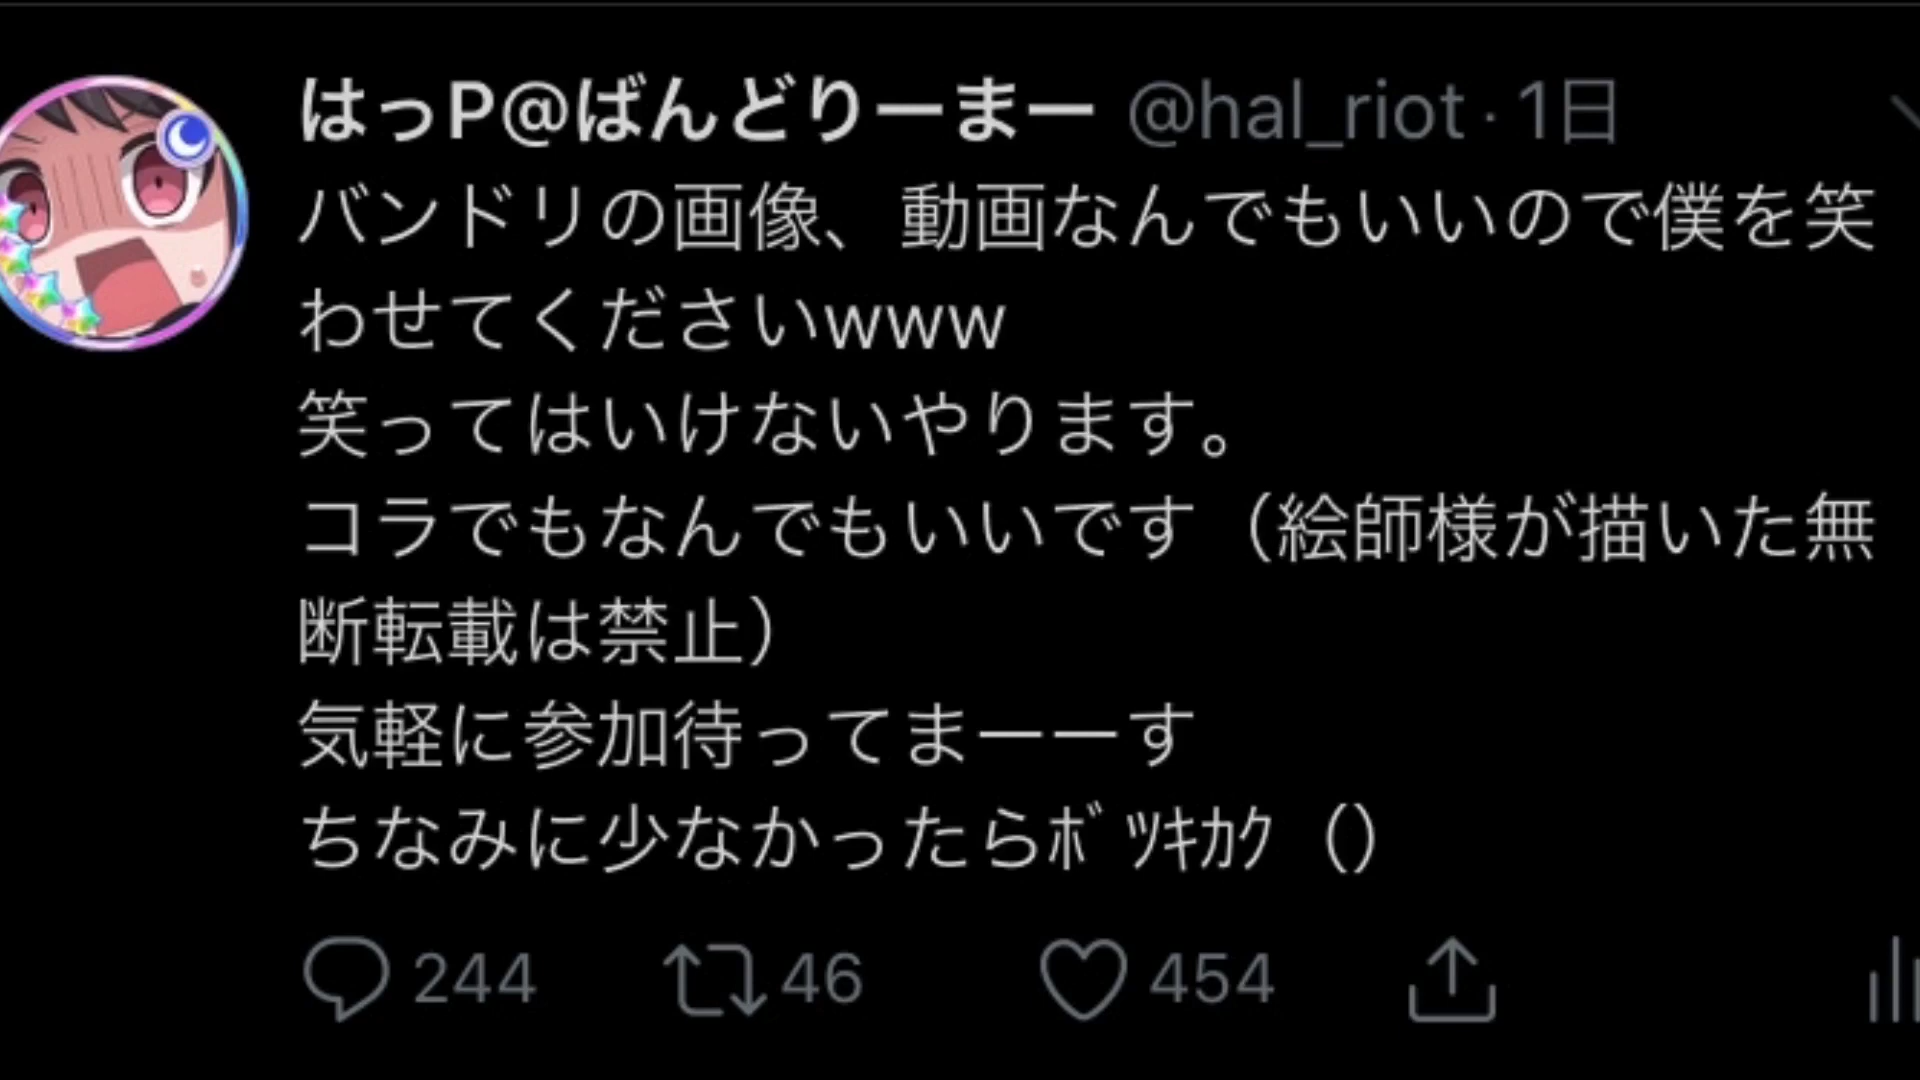 はっP@ばんどりーまー @hal_riot · 1日
バンドリの画像、動画なんでもいいので僕を笑
わせてくださいwww
笑ってはいけないやります。
コラでもなんでもいいです（絵師様が描いた無
断転載は禁止）
気軽に参加待ってまーーす
ちなみに少なかったらﾎﾞﾂｷｶｸ（）
244 46 454